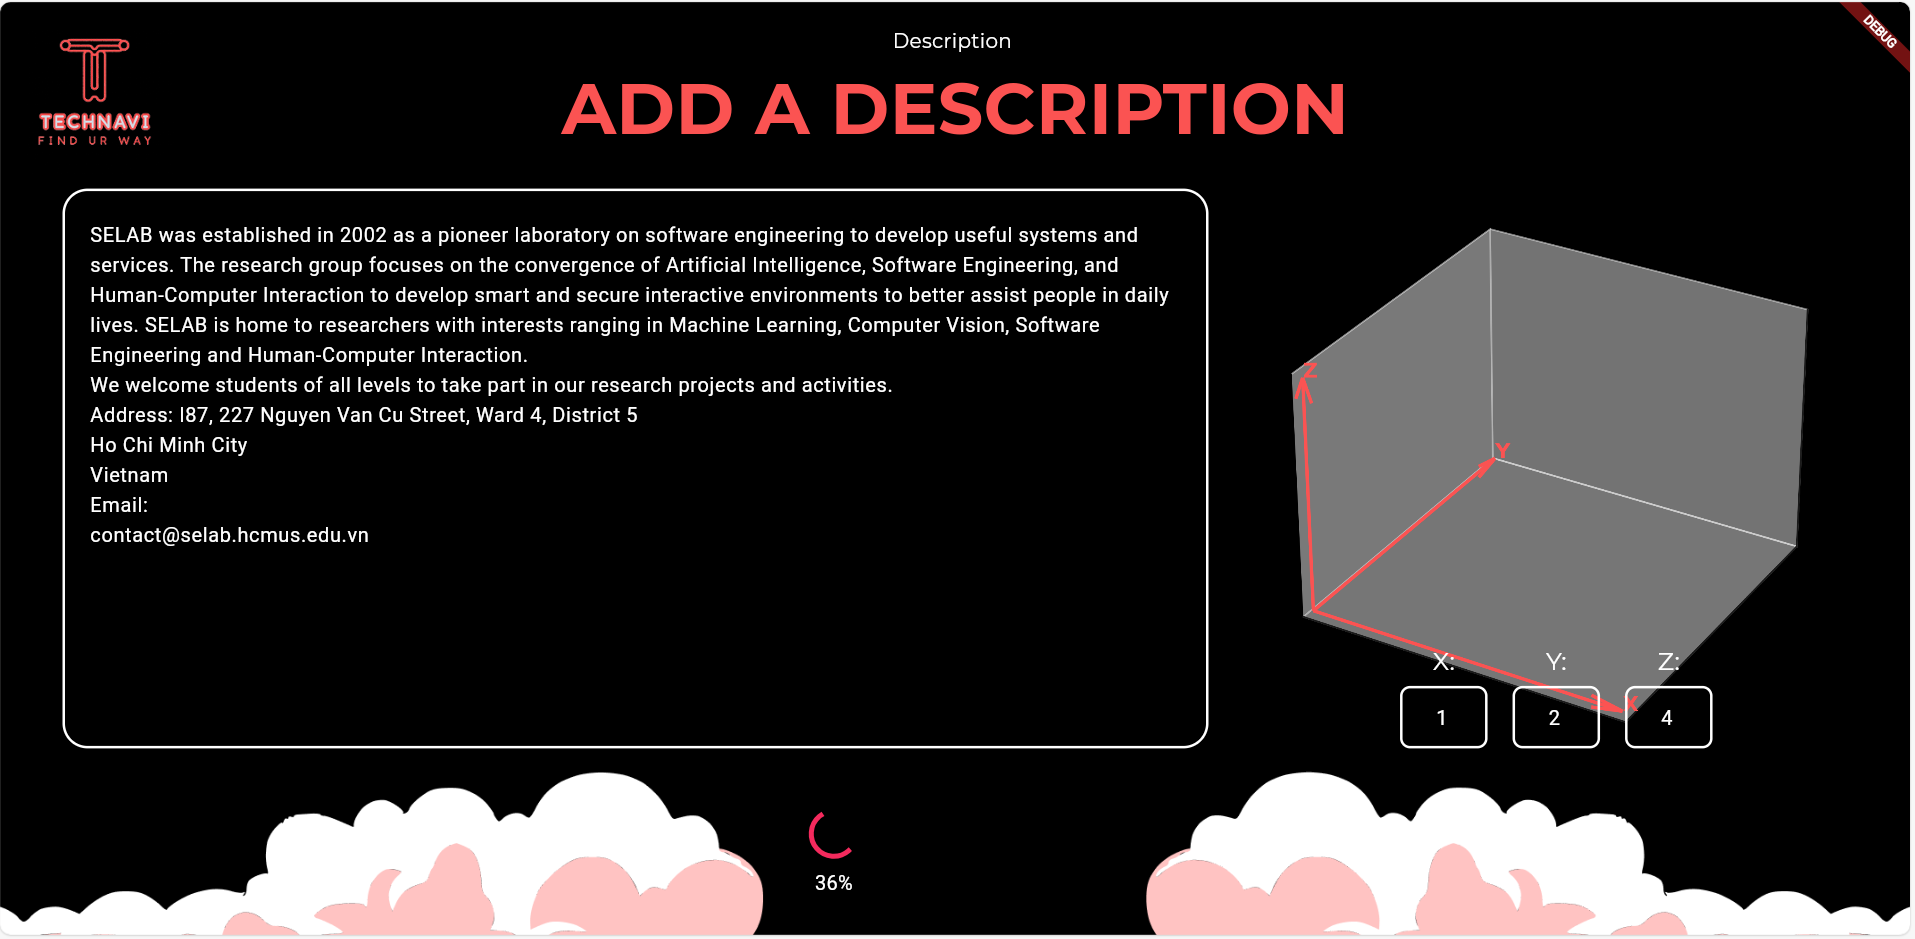 DEBUG
Description
TECHNAVI
FIND UR WAY
ADD A DESCRIPTION
SELAB was established in 2002 as a pioneer laboratory on software engineering to develop useful systems and
services. The research group focuses on the convergence of Artificial Intelligence, Software Engineering, and
Human-Computer Interaction to develop smart and secure interactive environments to better assist people in daily
lives. SELAB is home to researchers with interests ranging in Machine Learning, Computer Vision, Software
Engineering and Human-Computer Interaction.
We welcome students of all levels to take part in our research projects and activities.
Address: I87, 227 Nguyen Van Cu Street, Ward 4, District 5
Ho Chi Minh City
Vietnam
Email:
contact@selab.hcmus.edu.vn
Z
Y
X
X: Y: Z:
1 2 4
36%